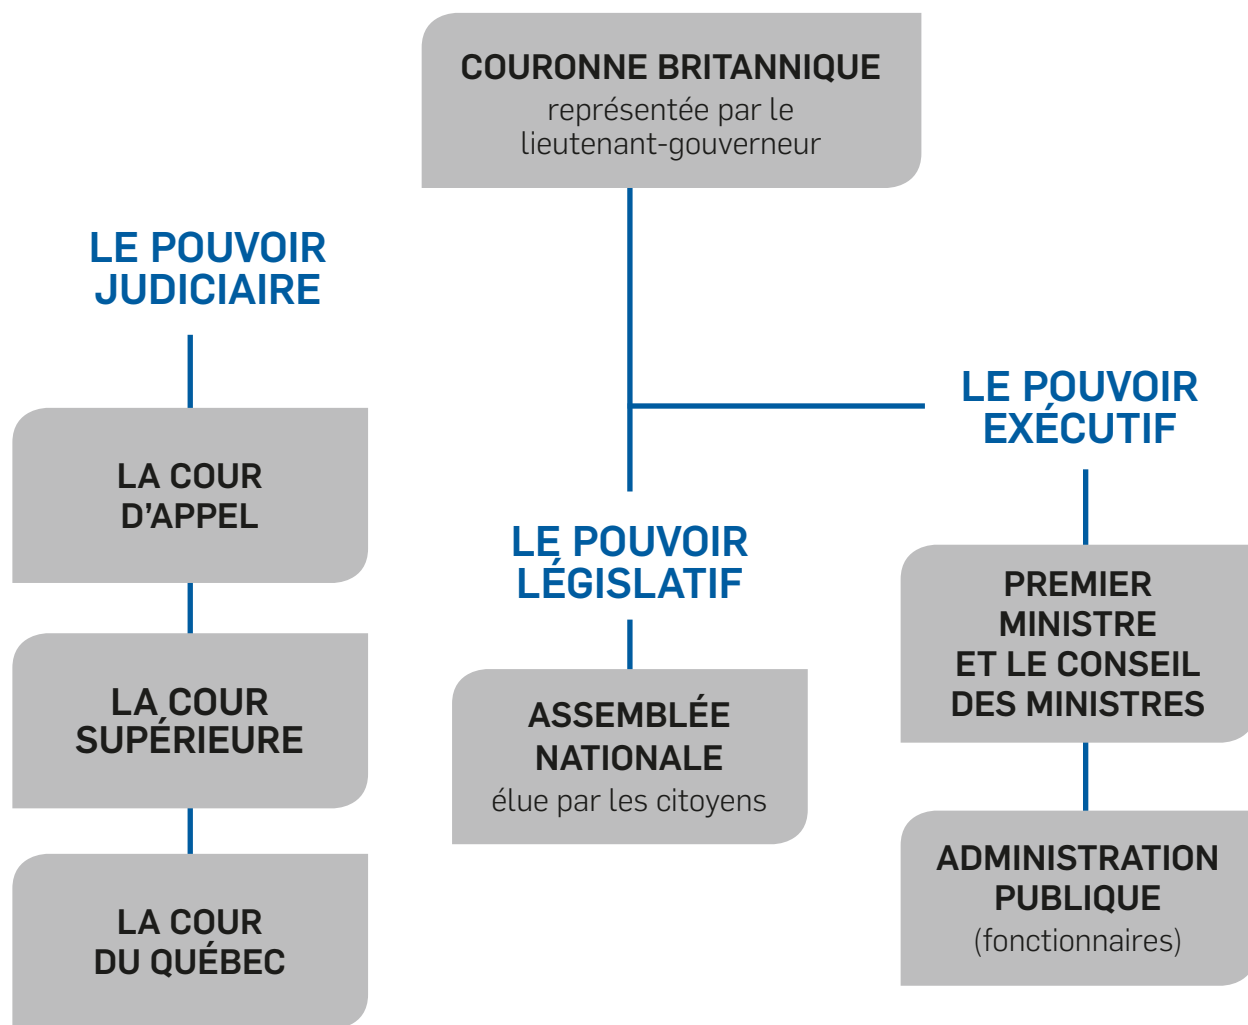 COURONNE BRITANNIQUE
représentée par le
lieutenant-gouverneur
LE POUVOIR
JUDICIAIRE
LA COUR
D’APPEL
LA COUR
SUPÉRIEURE
LA COUR
DU QUÉBEC
LE POUVOIR
LÉGISLATIF
ASSEMBLÉE
NATIONALE
élue par les citoyens
LE POUVOIR
EXÉCUTIF
PREMIER
MINISTRE
ET LE CONSEIL
DES MINISTRES
ADMINISTRATION
PUBLIQUE
(fonctionnaires)